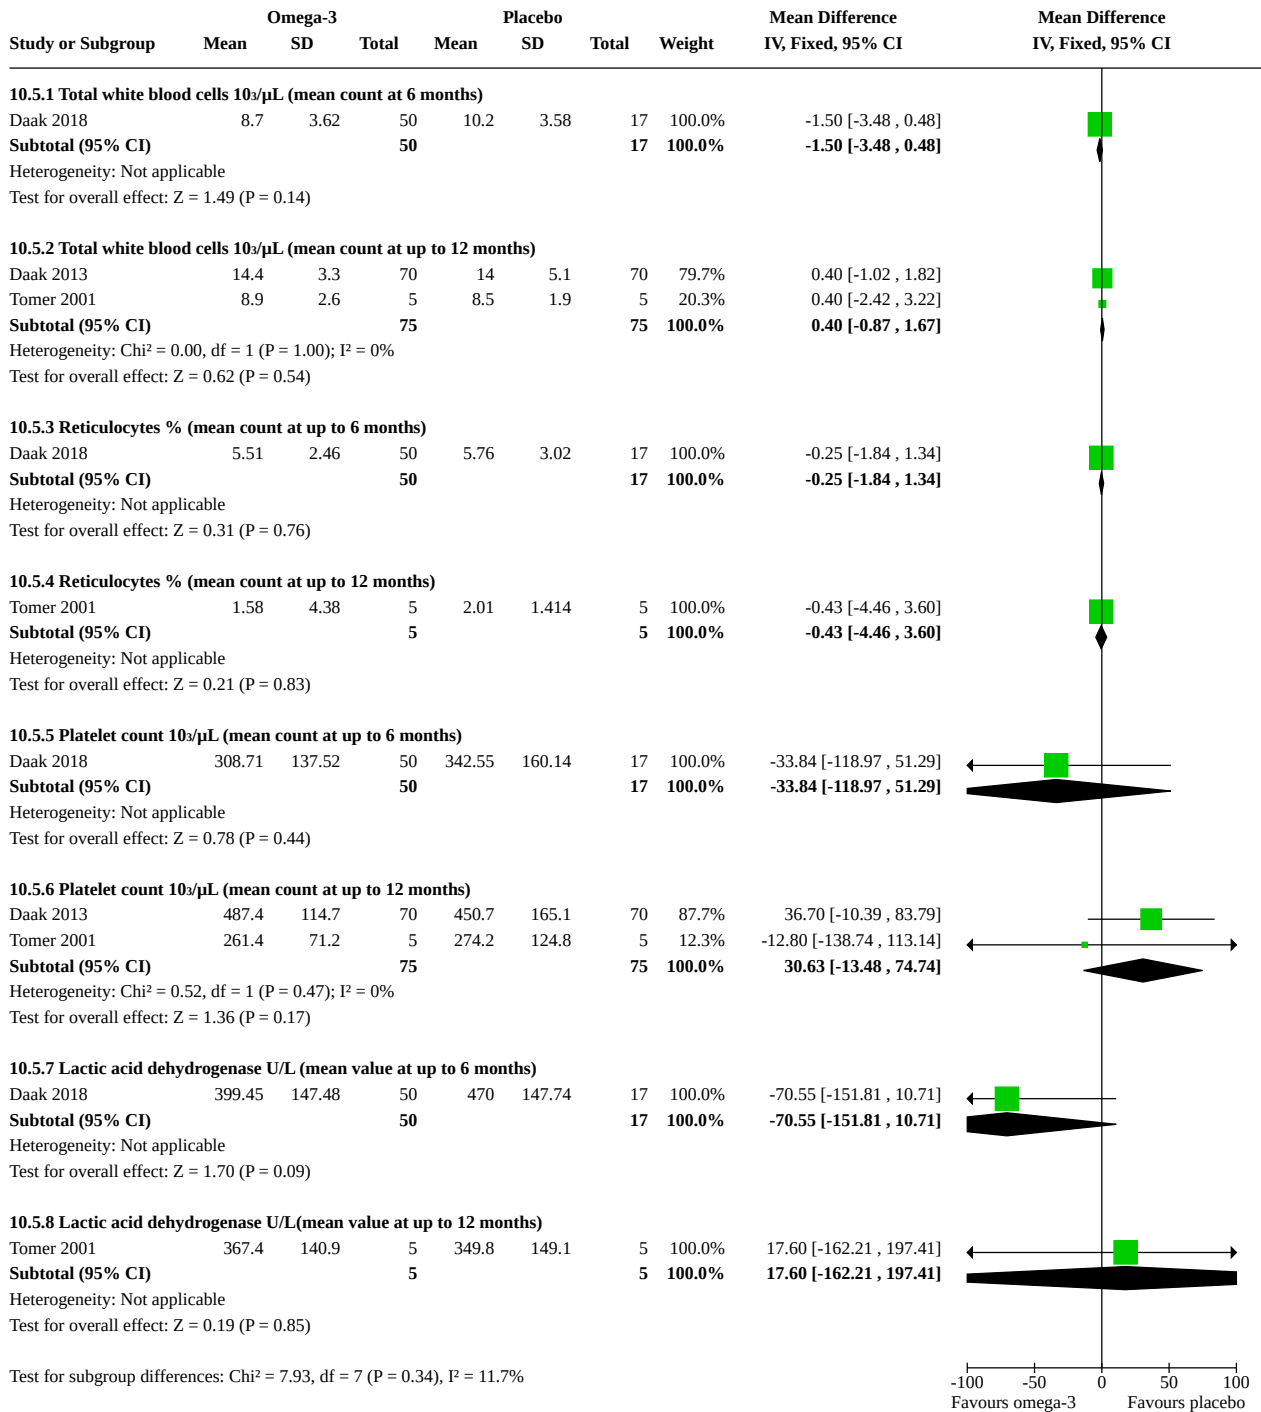 Omega-3 Placebo Mean Difference Mean Difference
Study or Subgroup Mean SD Total Mean SD Total Weight IV, Fixed, 95% CI IV, Fixed, 95% CI
10.5.1 Total white blood cells 10³/µL (mean count at 6 months)
Daak 2018 8.7 3.62 50 10.2 3.58 17 100.0% -1.50 [-3.48 , 0.48]
Subtotal (95% CI) 50 17 100.0% -1.50 [-3.48 , 0.48]
Heterogeneity: Not applicable
Test for overall effect: Z = 1.49 (P = 0.14)
10.5.2 Total white blood cells 10³/µL (mean count at up to 12 months)
Daak 2013 14.4 3.3 70 14 5.1 70 79.7% 0.40 [-1.02 , 1.82]
Tomer 2001 8.9 2.6 5 8.5 1.9 5 20.3% 0.40 [-2.42 , 3.22]
Subtotal (95% CI) 75 75 100.0% 0.40 [-0.87 , 1.67]
Heterogeneity: Chi² = 0.00, df = 1 (P = 1.00); I² = 0%
Test for overall effect: Z = 0.62 (P = 0.54)
10.5.3 Reticulocytes % (mean count at up to 6 months)
Daak 2018 5.51 2.46 50 5.76 3.02 17 100.0% -0.25 [-1.84 , 1.34]
Subtotal (95% CI) 50 17 100.0% -0.25 [-1.84 , 1.34]
Heterogeneity: Not applicable
Test for overall effect: Z = 0.31 (P = 0.76)
10.5.4 Reticulocytes % (mean count at up to 12 months)
Tomer 2001 1.58 4.38 5 2.01 1.414 5 100.0% -0.43 [-4.46 , 3.60]
Subtotal (95% CI) 5 5 100.0% -0.43 [-4.46 , 3.60]
Heterogeneity: Not applicable
Test for overall effect: Z = 0.21 (P = 0.83)
10.5.5 Platelet count 10³/µL (mean count at up to 6 months)
Daak 2018 308.71 137.52 50 342.55 160.14 17 100.0% -33.84 [-118.97 , 51.29]
Subtotal (95% CI) 50 17 100.0% -33.84 [-118.97 , 51.29]
Heterogeneity: Not applicable
Test for overall effect: Z = 0.78 (P = 0.44)
10.5.6 Platelet count 10³/µL (mean count at up to 12 months)
Daak 2013 487.4 114.7 70 450.7 165.1 70 87.7% 36.70 [-10.39 , 83.79]
Tomer 2001 261.4 71.2 5 274.2 124.8 5 12.3% -12.80 [-138.74 , 113.14]
Subtotal (95% CI) 75 75 100.0% 30.63 [-13.48 , 74.74]
Heterogeneity: Chi² = 0.52, df = 1 (P = 0.47); I² = 0%
Test for overall effect: Z = 1.36 (P = 0.17)
10.5.7 Lactic acid dehydrogenase U/L (mean value at up to 6 months)
Daak 2018 399.45 147.48 50 470 147.74 17 100.0% -70.55 [-151.81 , 10.71]
Subtotal (95% CI) 50 17 100.0% -70.55 [-151.81 , 10.71]
Heterogeneity: Not applicable
Test for overall effect: Z = 1.70 (P = 0.09)
10.5.8 Lactic acid dehydrogenase U/L(mean value at up to 12 months)
Tomer 2001 367.4 140.9 5 349.8 149.1 5 100.0% 17.60 [-162.21 , 197.41]
Subtotal (95% CI) 5 5 100.0% 17.60 [-162.21 , 197.41]
Heterogeneity: Not applicable
Test for overall effect: Z = 0.19 (P = 0.85)
Test for subgroup differences: Chi² = 7.93, df = 7 (P = 0.34), I² = 11.7%
-100 -50 0 50 100
Favours omega-3 Favours placebo